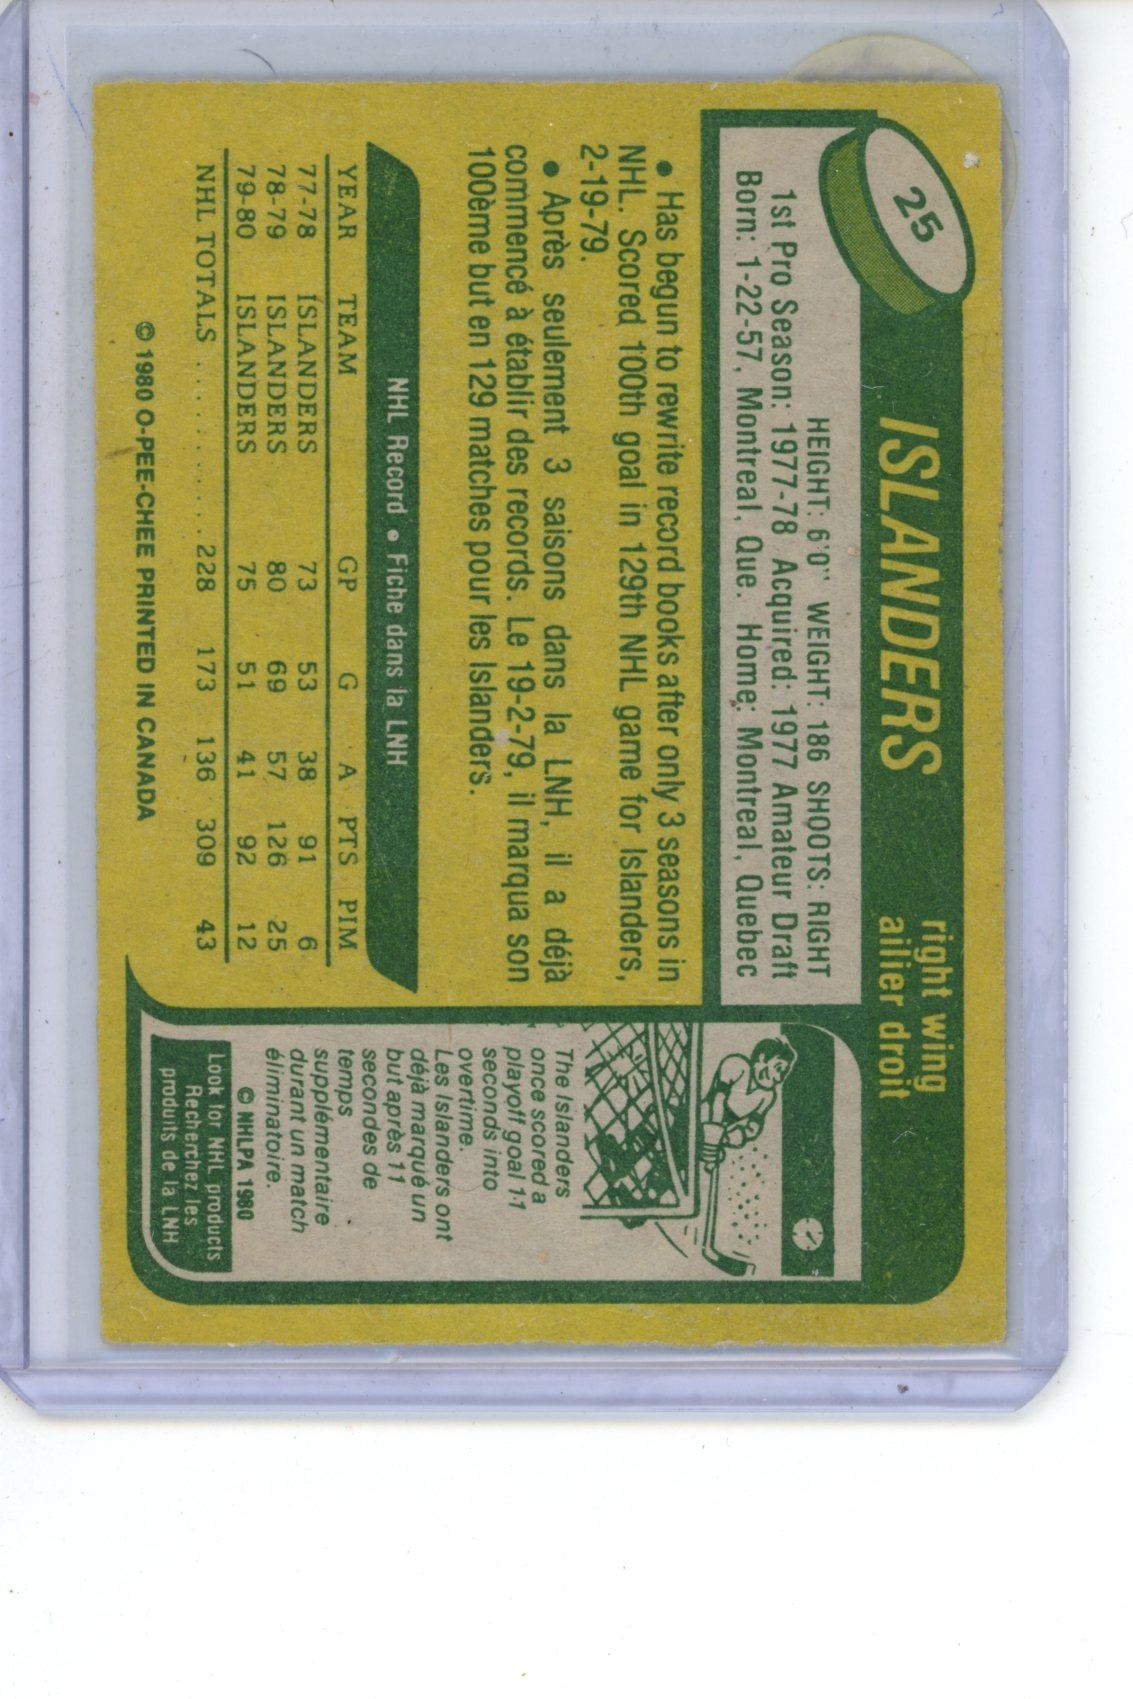 25
ISLANDERS
right wing
ailier droit
HEIGHT: 6'0" WEIGHT: 186 SHOOTS: RIGHT
1st Pro Season: 1977-78 Acquired: 1977 Amateur Draft
Born: 1-22-57, Montreal, Que. Home: Montreal, Quebec
• Has begun to rewrite record books after only 3 seasons in
NHL. Scored 100th goal in 129th NHL game for Islanders,
2-19-79.
• Après seulement 3 saisons dans la LNH, il a déjà
commencé à établir des records. Le 19-2-79, il marqua son
100ème but en 129 matches pour les Islanders.
NHL Record • Fiche dans la LNH
YEAR TEAM GP G A PTS PIM
77-78 ISLANDERS 73 53 38 91 6
78-79 ISLANDERS 80 69 57 126 25
79-80 ISLANDERS 75 51 41 92 12
NHL TOTALS . . . . . . . . . . . . . 228 173 136 309 43
© 1980 O-PEE-CHEE PRINTED IN CANADA
The Islanders
once scored a
playoff goal 11
seconds into
overtime.
Les Islanders ont
déjà marqué un
but après 11
secondes de
temps
supplémentaire
durant un match
éliminatoire.
© NHLPA 1980
Look for NHL products
Recherchez les
produits de la LNH